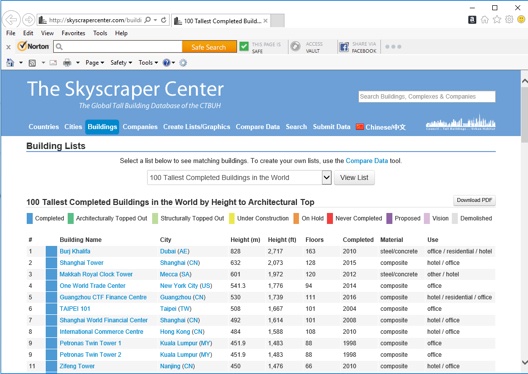 http://skyscrapercenter.com/buildi
100 Tallest Completed Build...
File Edit View Favorites Tools Help
Norton
Safe Search
THIS PAGE IS SAFE
ACCESS VAULT
SHARE VIA FACEBOOK
Page Safety Tools
The Skyscraper Center
The Global Tall Building Database of the CTBUH
Search Buildings, Complexes & Companies
Countries Cities Buildings Companies Create Lists/Graphics Compare Data Search Submit Data Chinese/中文
Building Lists
Select a list below to see matching buildings. To create your own lists, use the Compare Data tool.
100 Tallest Completed Buildings in the World View List
100 Tallest Completed Buildings in the World by Height to Architectural Top Download PDF
Completed Architecturally Topped Out Structurally Topped Out Under Construction On Hold Never Completed Proposed Vision Demolished
# Building Name City Height (m) Height (ft) Floors Completed Material Use
1 Burj Khalifa Dubai (AE) 828 2,717 163 2010 steel/concrete office / residential / hotel
2 Shanghai Tower Shanghai (CN) 632 2,073 128 2015 composite hotel / office
3 Makkah Royal Clock Tower Mecca (SA) 601 1,972 120 2012 steel/concrete other / hotel
4 One World Trade Center New York City (US) 541.3 1,776 94 2014 composite office
5 Guangzhou CTF Finance Centre Guangzhou (CN) 530 1,739 111 2016 composite hotel / residential / office
6 TAIPEI 101 Taipei (TW) 508 1,667 101 2004 composite office
7 Shanghai World Financial Center Shanghai (CN) 492 1,614 101 2008 composite hotel / office
8 International Commerce Centre Hong Kong (CN) 484 1,588 108 2010 composite hotel / office
9 Petronas Twin Tower 1 Kuala Lumpur (MY) 451.9 1,483 88 1998 composite office
9 Petronas Twin Tower 2 Kuala Lumpur (MY) 451.9 1,483 88 1998 composite office
11 Zifeng Tower Nanjing (CN) 450 1,476 66 2010 composite hotel / office